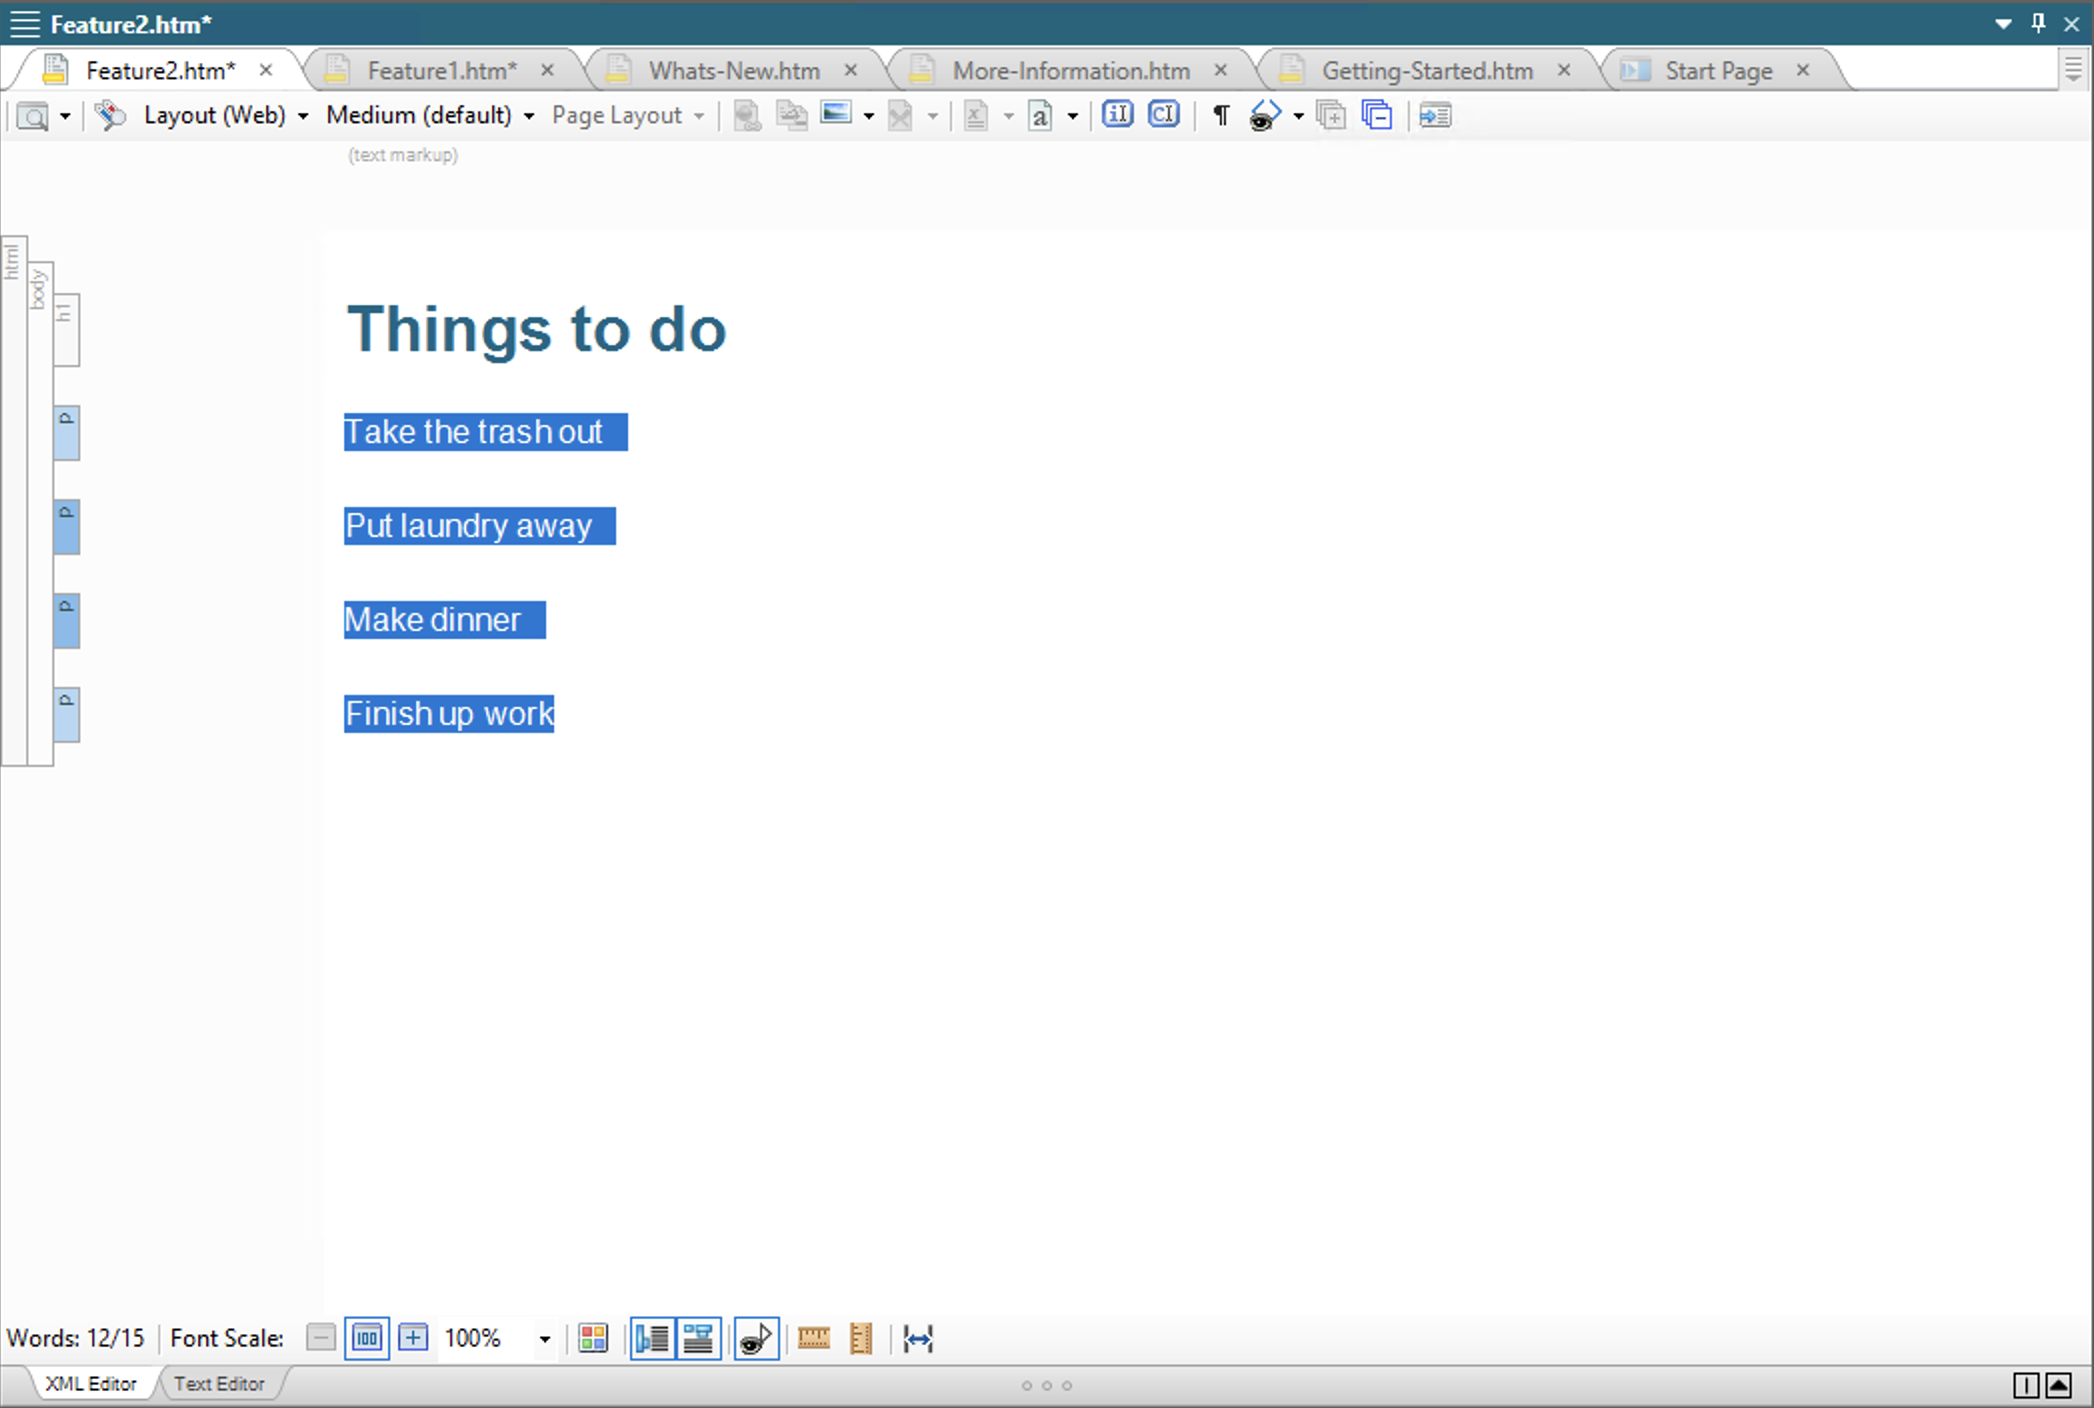 Feature2.htm*
Feature2.htm* Feature1.htm* Whats-New.htm More-Information.htm Getting-Started.htm Start Page
Layout (Web) Medium (default) Page Layout
(text markup)
html
body
h1
Things to do
p
Take the trash out
p
Put laundry away
p
Make dinner
p
Finish up work
Words: 12/15 Font Scale: 100 100%
XML Editor Text Editor